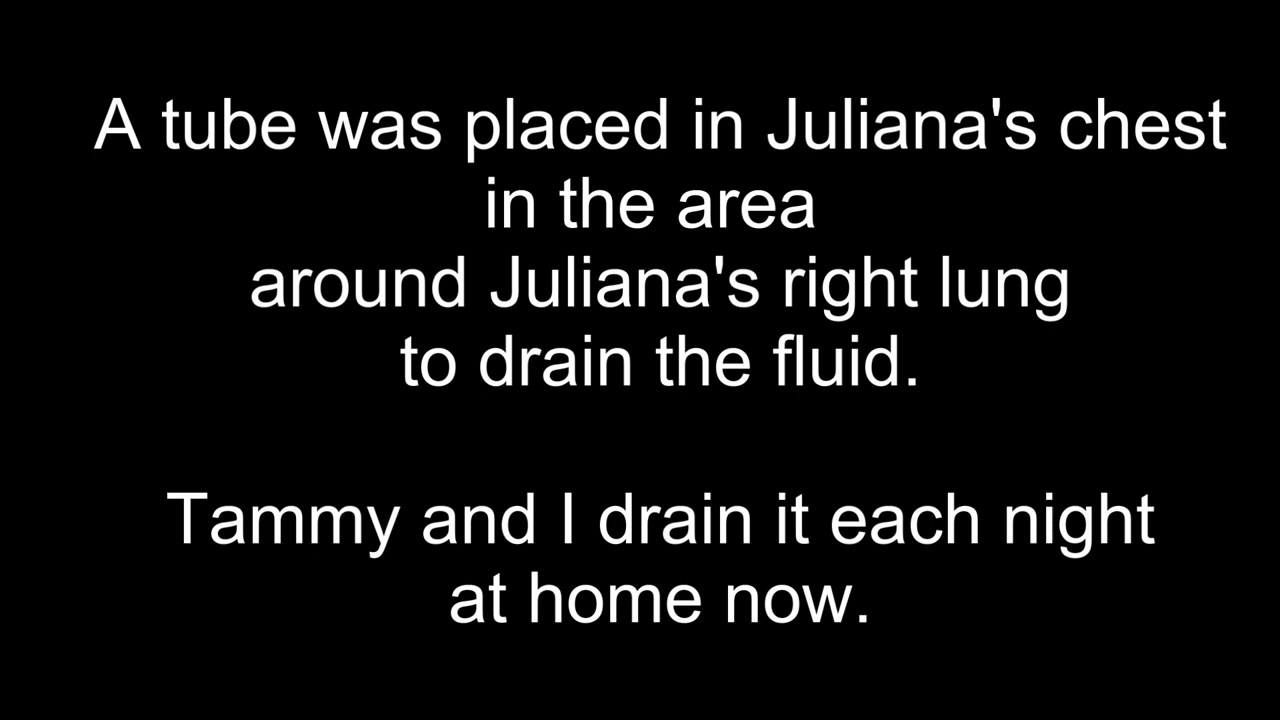 A tube was placed in Juliana's chest
in the area
around Juliana's right lung
to drain the fluid.
Tammy and I drain it each night
at home now.